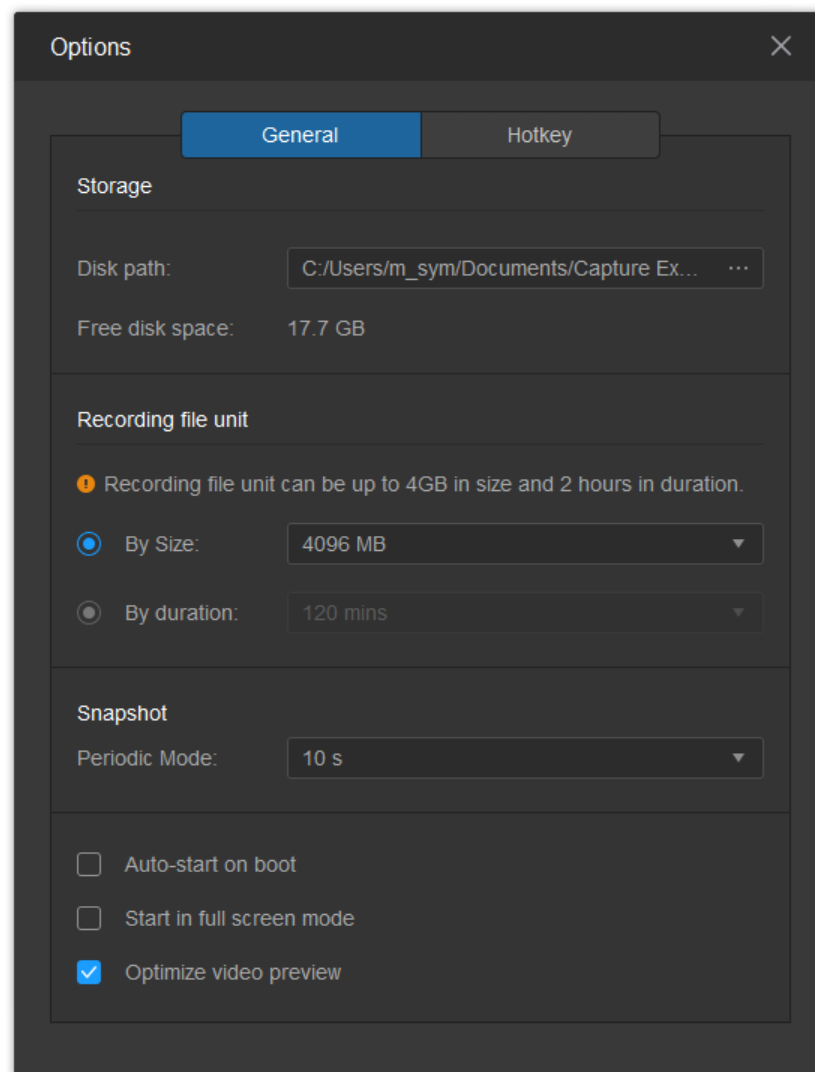 Options
General Hotkey
Storage
Disk path: C:/Users/m_sym/Documents/Capture Ex... ...
Free disk space: 17.7 GB
Recording file unit
Recording file unit can be up to 4GB in size and 2 hours in duration.
By Size: 4096 MB
By duration: 120 mins
Snapshot
Periodic Mode: 10 s
Auto-start on boot
Start in full screen mode
Optimize video preview